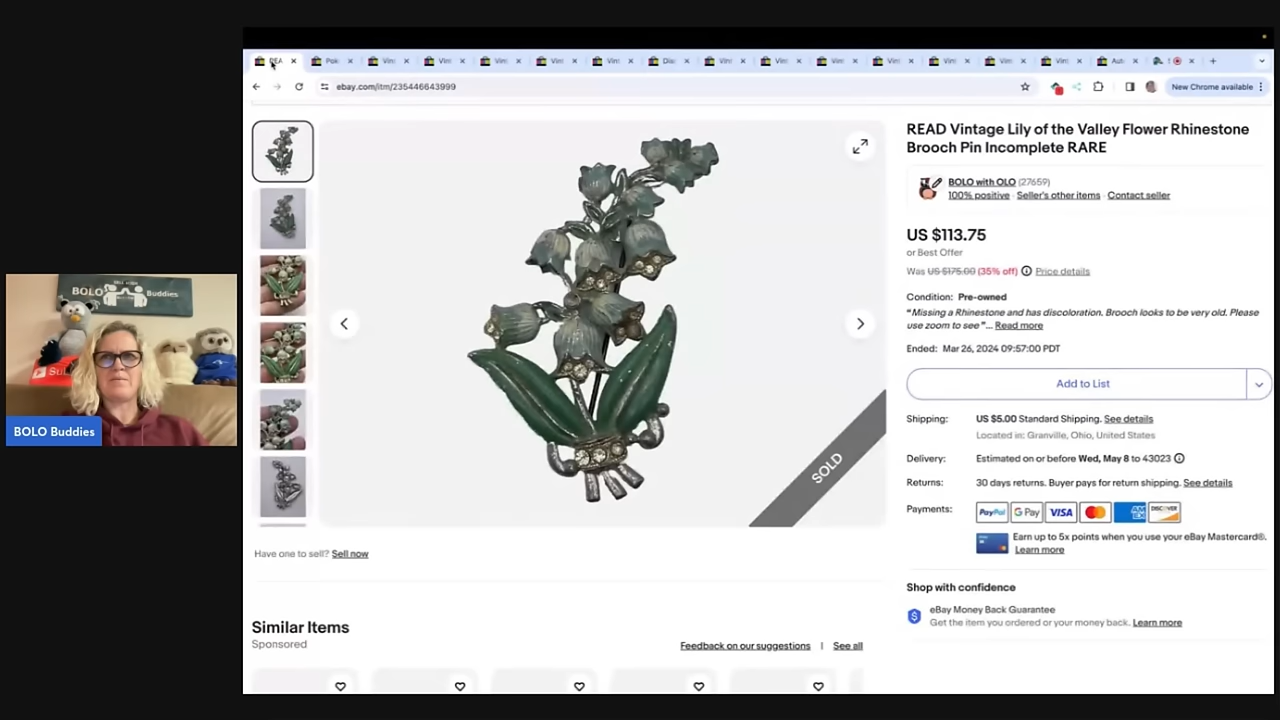 ebay.com/itm/235446643999
New Chrome available
READ Vintage Lily of the Valley Flower Rhinestone
Brooch Pin Incomplete RARE
BOLO with OLO (27659)
100% positive · Seller's other items · Contact seller
US $113.75
or Best Offer
Was US $175.00 (35% off) Price details
Condition: Pre-owned
"Missing a Rhinestone and has discoloration. Brooch looks to be very old. Please
use zoom to see"... Read more
Ended: Mar 26, 2024 09:57:00 PDT
Add to List
Shipping: US $5.00 Standard Shipping. See details
Located in: Granville, Ohio, United States
Delivery: Estimated on or before Wed, May 8 to 43023
Returns: 30 days returns. Buyer pays for return shipping. See details
Payments: PayPal G Pay VISA MasterCard AM EX DISCOVER
Earn up to 5x points when you use your eBay Mastercard®.
Learn more
Shop with confidence
eBay Money Back Guarantee
Get the item you ordered or your money back. Learn more
SOLD
Have one to sell? Sell now
Similar Items
Sponsored
Feedback on our suggestions | See all
BOLO Buddies
BOLO Buddies